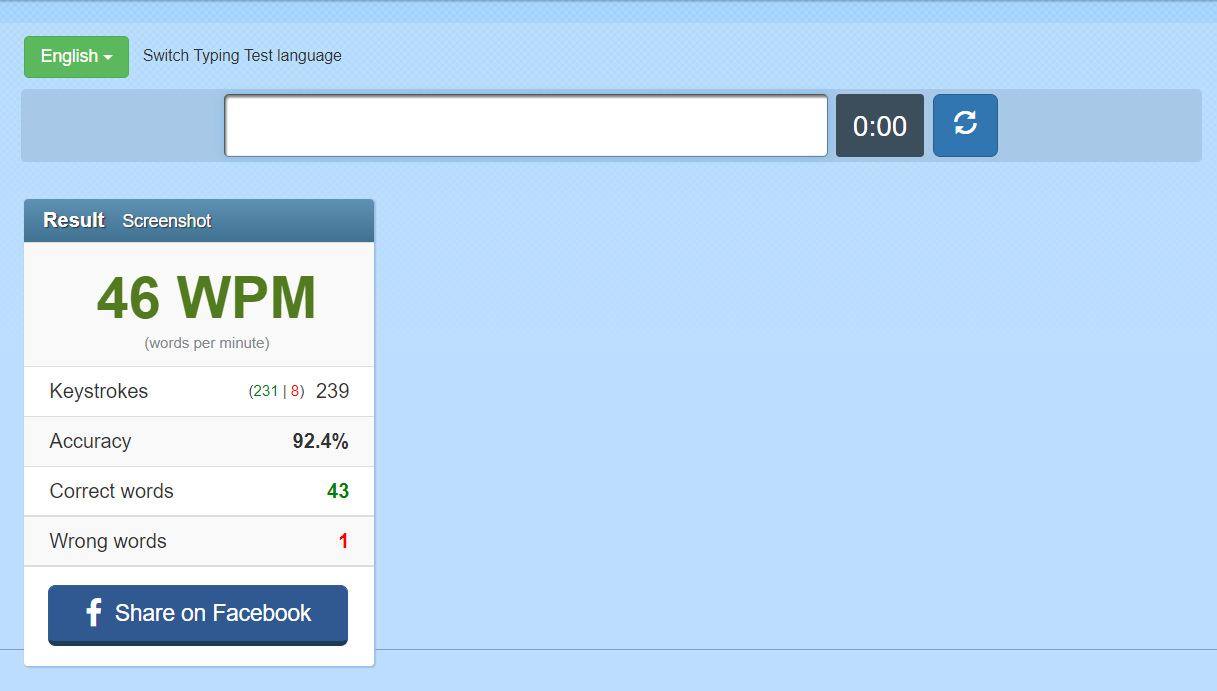 English
Switch Typing Test language
0:00
Result Screenshot
46 WPM
(words per minute)
Keystrokes (231 | 8) 239
Accuracy 92.4%
Correct words 43
Wrong words 1
f Share on Facebook